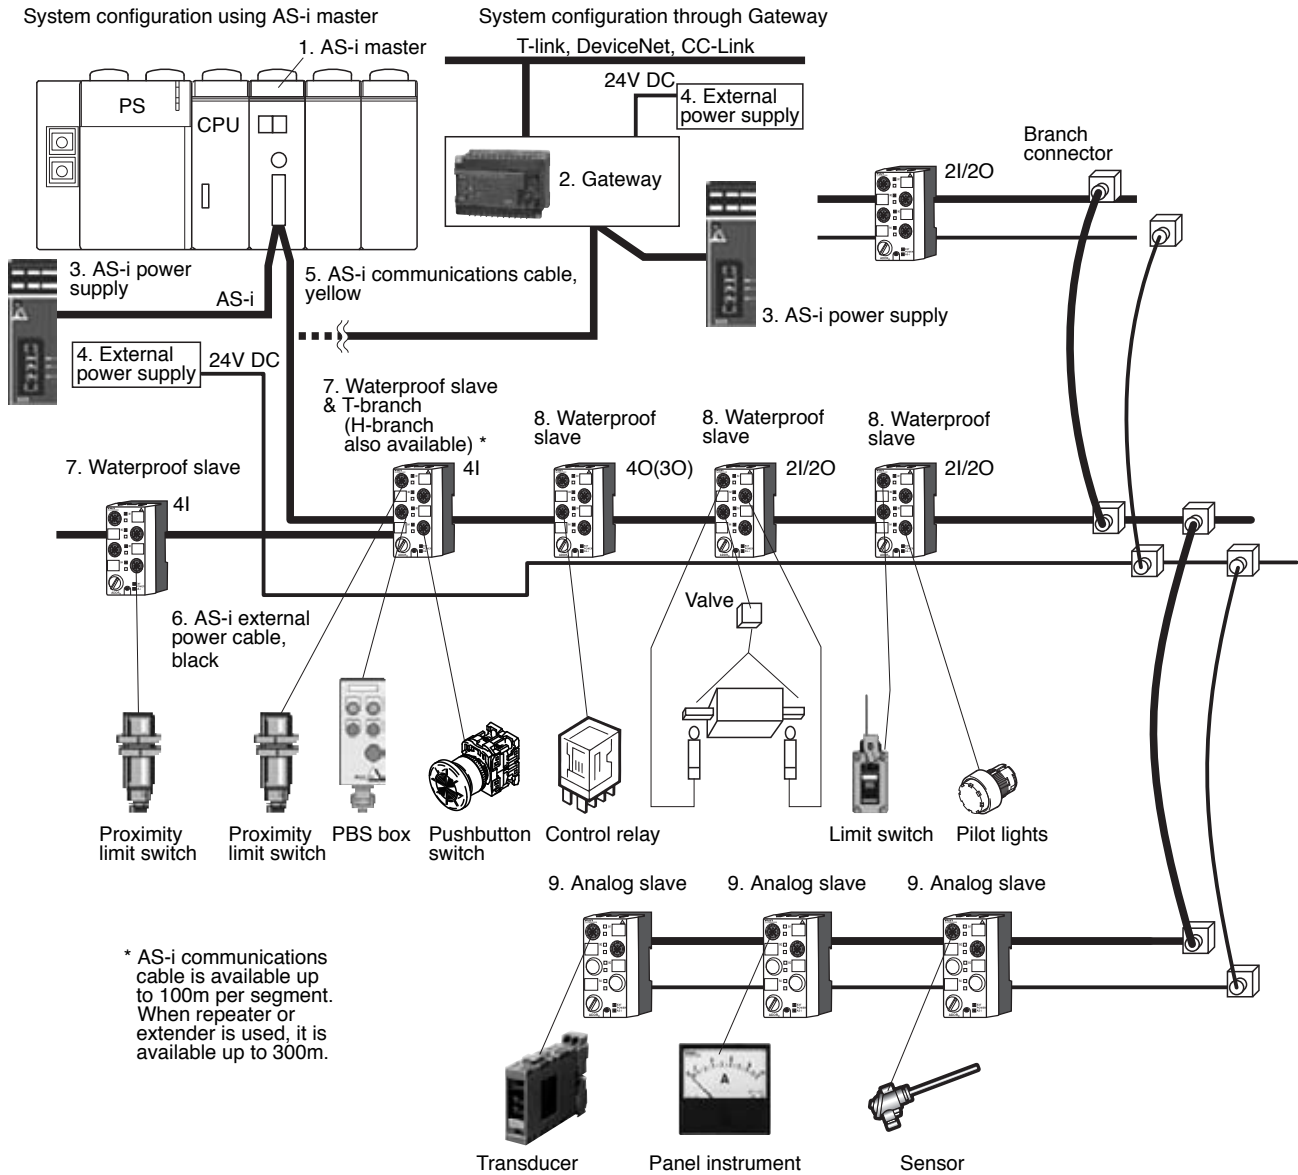 System configuration using AS-i master
System configuration through Gateway
1. AS-i master
T-link, DeviceNet, CC-Link
24V DC
4. External
power supply
PS
CPU
2. Gateway
Branch
connector
2I/2O
3. AS-i power
supply
AS-i
5. AS-i communications cable,
yellow
3. AS-i power supply
4. External
power supply
24V DC
7. Waterproof slave
& T-branch
(H-branch
also available) *
8. Waterproof
slave
8. Waterproof
slave
8. Waterproof
slave
7. Waterproof slave
4I
4I
4O(3O)
2I/2O
2I/2O
6. AS-i external
power cable,
black
Valve
Proximity
limit switch
Proximity
limit switch
PBS box
Pushbutton
switch
Control relay
Limit switch
Pilot lights
9. Analog slave
9. Analog slave
9. Analog slave
* AS-i communications
cable is available up
to 100m per segment.
When repeater or
extender is used, it is
available up to 300m.
A
Transducer
Panel instrument
Sensor